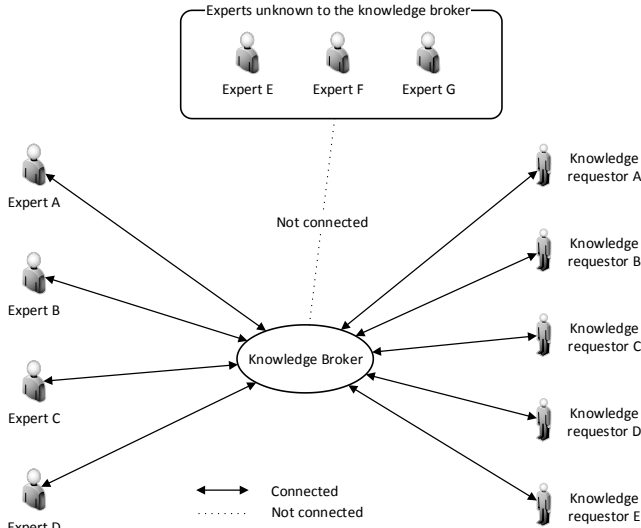 Experts unknown to the knowledge broker
Expert E
Expert F
Expert G
Expert A
Expert B
Expert C
Expert D
Not connected
Knowledge Broker
Knowledge
requestor A
Knowledge
requestor B
Knowledge
requestor C
Knowledge
requestor D
Knowledge
requestor E
Connected
Not connected